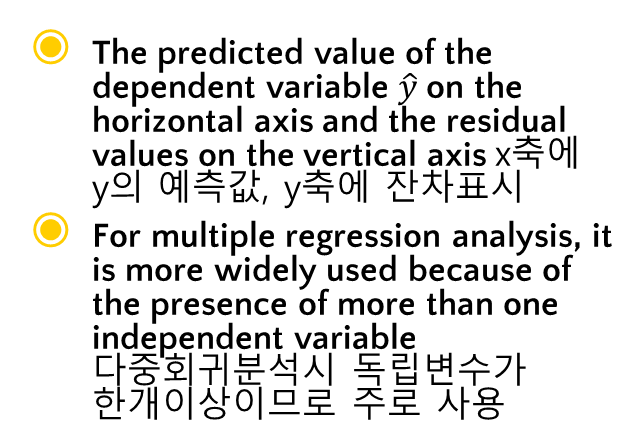 The predicted value of the
dependent variable ŷ on the
horizontal axis and the residual
values on the vertical axis x축에
y의 예측값, y축에 잔차표시
For multiple regression analysis, it
is more widely used because of
the presence of more than one
independent variable
다중회귀분석시 독립변수가
한개이상이므로 주로 사용